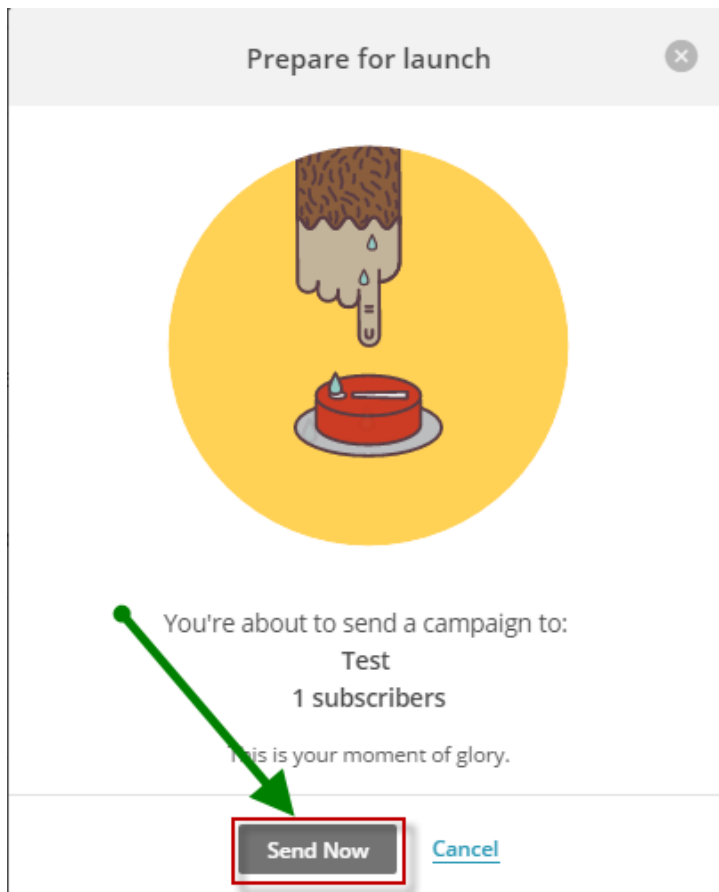 Prepare for launch
You're about to send a campaign to:
Test
1 subscribers
This is your moment of glory.
Send Now
Cancel